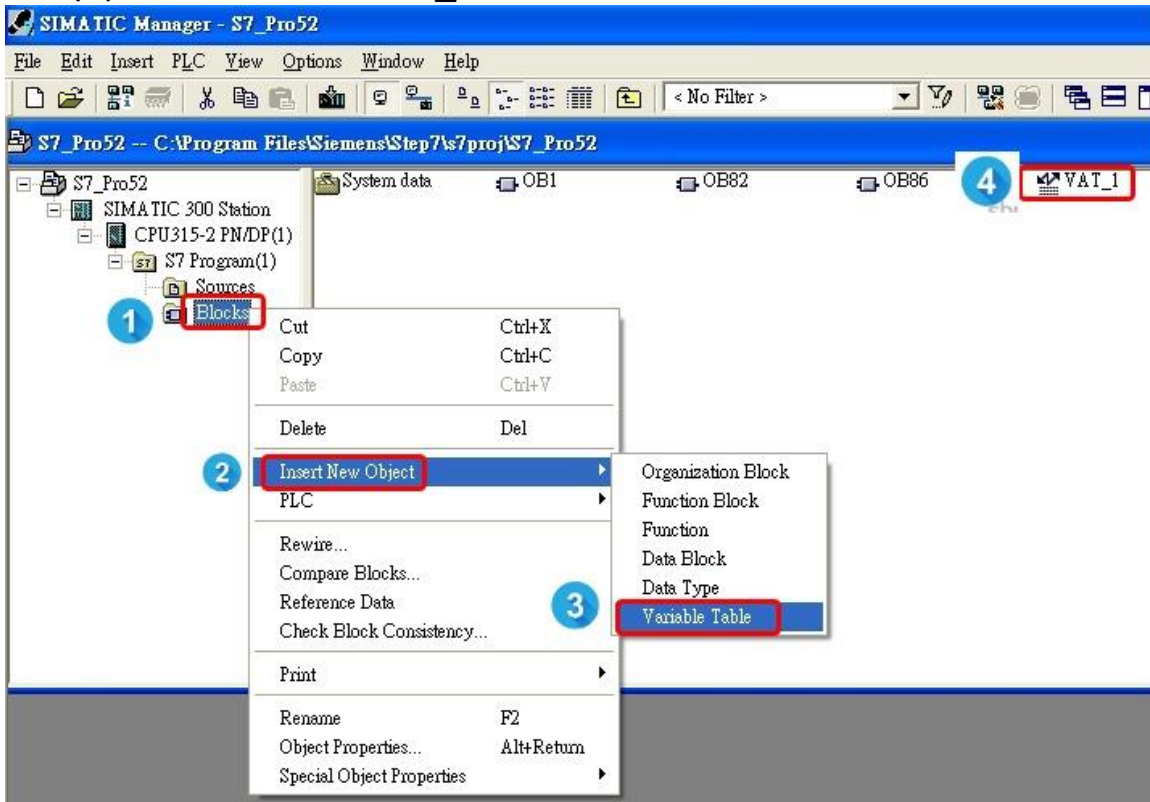 SIMATIC Manager - S7_Pro52
File Edit Insert PLC View Options Window Help
< No Filter >
S7_Pro52 -- C:\Program Files\Siemens\Step7\s7proj\S7_Pro52
S7_Pro52
SIMATIC 300 Station
CPU315-2 PN/DP(1)
S7 Program(1)
Sources
Blocks
System data OB1 OB82 OB86 4 VAT_1
1
Cut Ctrl+X
Copy Ctrl+C
Paste Ctrl+V
Delete Del
2 Insert New Object
PLC
Rewire...
Compare Blocks...
Reference Data
Check Block Consistency...
Print
Rename F2
Object Properties... Alt+Return
Special Object Properties
Organization Block
Function Block
Function
Data Block
Data Type
3 Variable Table